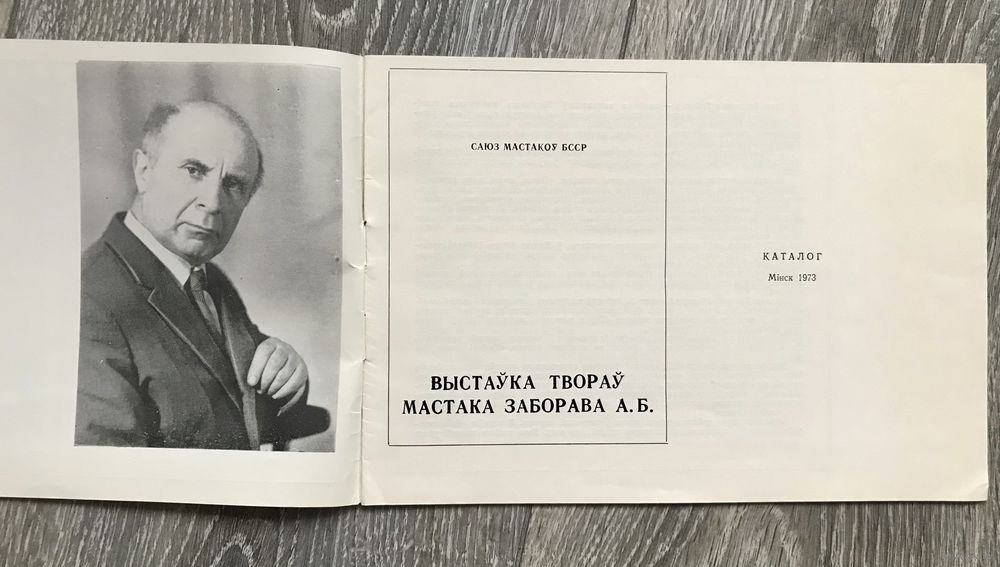 САЮЗ МАСТАКОЎ БССР
ВЫСТАЎКА ТВОРАЎ
МАСТАКА ЗАБОРАВА А.Б.
КАТАЛОГ
Мінск 1973